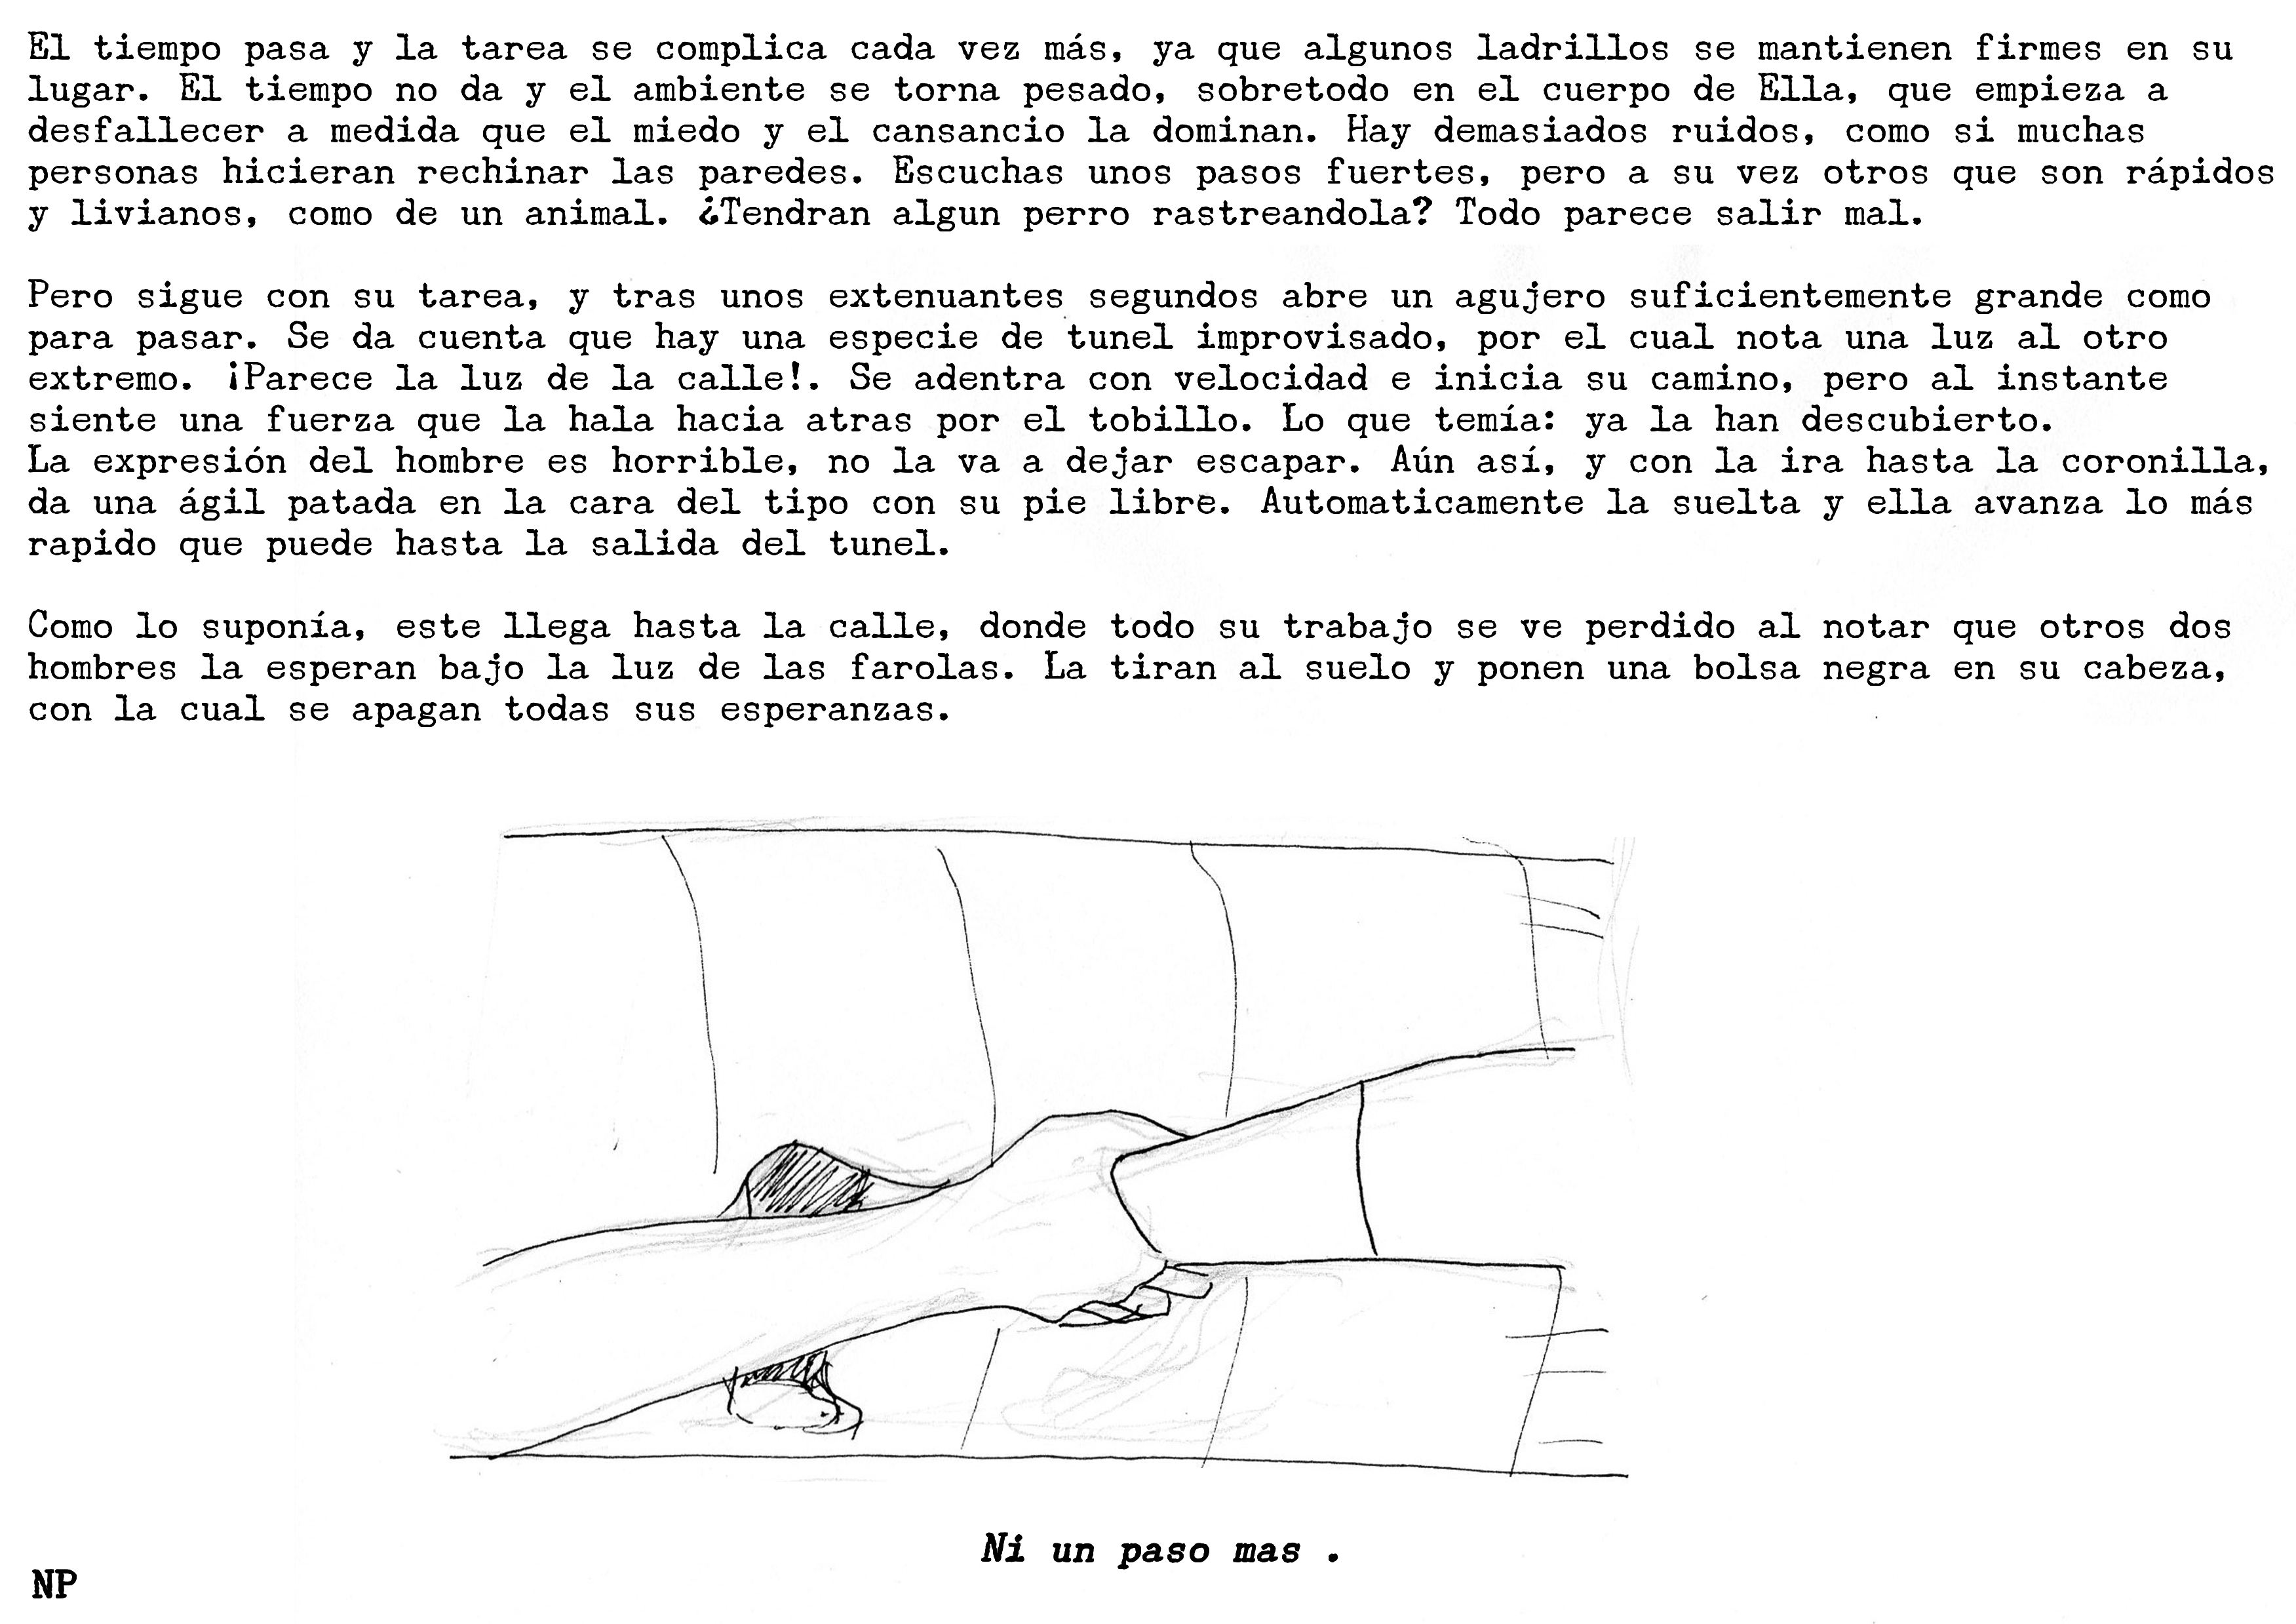 El tiempo pasa y la tarea se complica cada vez más, ya que algunos ladrillos se mantienen firmes en su
lugar. El tiempo no da y el ambiente se torna pesado, sobretodo en el cuerpo de Ella, que empieza a
desfallecer a medida que el miedo y el cansancio la dominan. Hay demasiados ruidos, como si muchas
personas hicieran rechinar las paredes. Escuchas unos pasos fuertes, pero a su vez otros que son rápidos
y livianos, como de un animal. ¿Tendran algun perro rastreandola? Todo parece salir mal.
Pero sigue con su tarea, y tras unos extenuantes segundos abre un agujero suficientemente grande como
para pasar. Se da cuenta que hay una especie de tunel improvisado, por el cual nota una luz al otro
extremo. ¡Parece la luz de la calle!. Se adentra con velocidad e inicia su camino, pero al instante
siente una fuerza que la hala hacia atras por el tobillo. Lo que temía: ya la han descubierto.
La expresión del hombre es horrible, no la va a dejar escapar. Aún así, y con la ira hasta la coronilla,
da una ágil patada en la cara del tipo con su pie libre. Automaticamente la suelta y ella avanza lo más
rapido que puede hasta la salida del tunel.
Como lo suponía, este llega hasta la calle, donde todo su trabajo se ve perdido al notar que otros dos
hombres la esperan bajo la luz de las farolas. La tiran al suelo y ponen una bolsa negra en su cabeza,
con la cual se apagan todas sus esperanzas.
Ni un paso mas .
NP